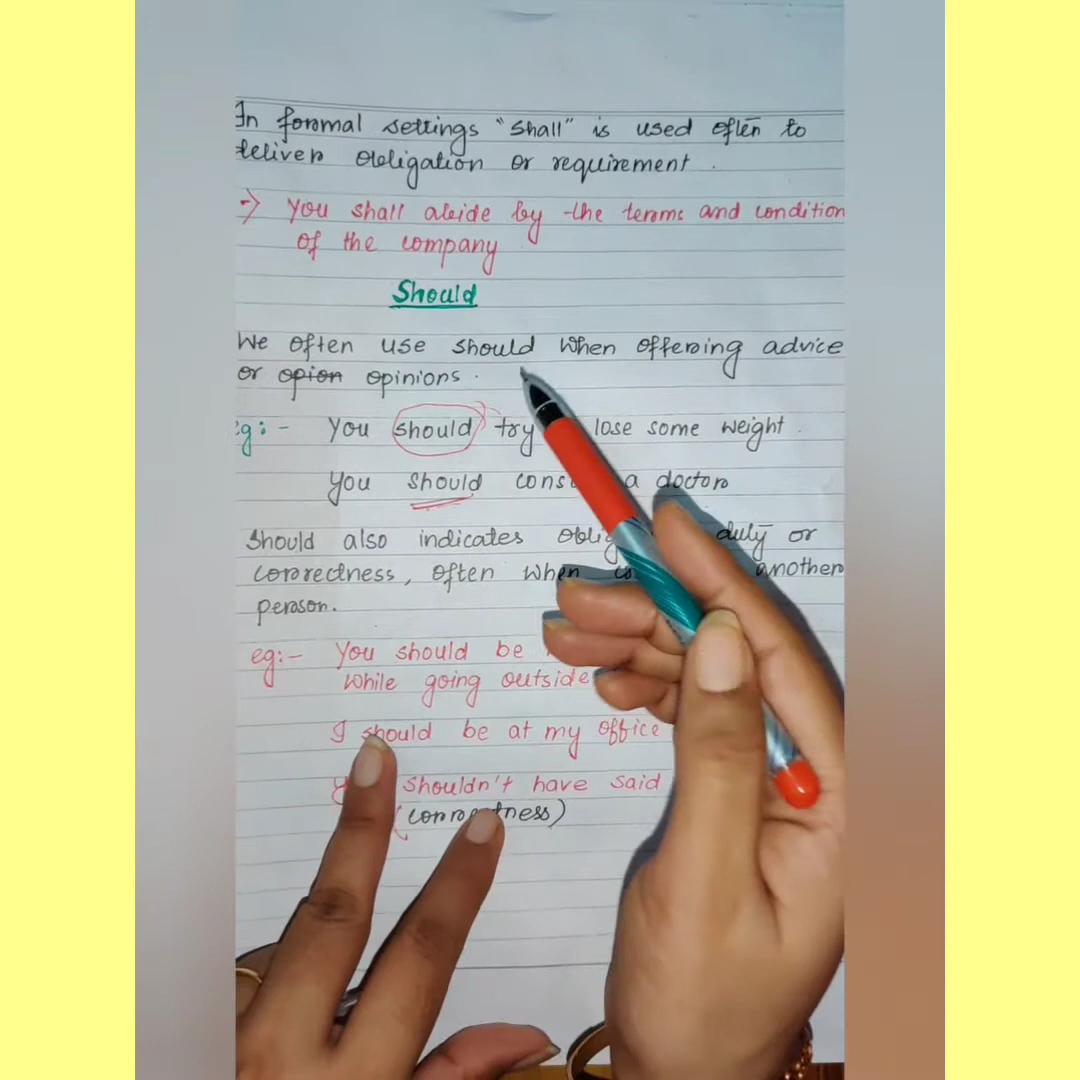 In formal settings "shall" is used often to
deliver obligation or requirement.
-> You shall abide by the terms and condition
of the company
Should
We often use should when offering advice
or opion opinions.
eg:- You should try lose some weight.
You should a doctor
Should also indicates duty or
correctness, often when another
person.
eg:- You should be
while going outside
I should be at my office
shouldn't have said
(correctness)